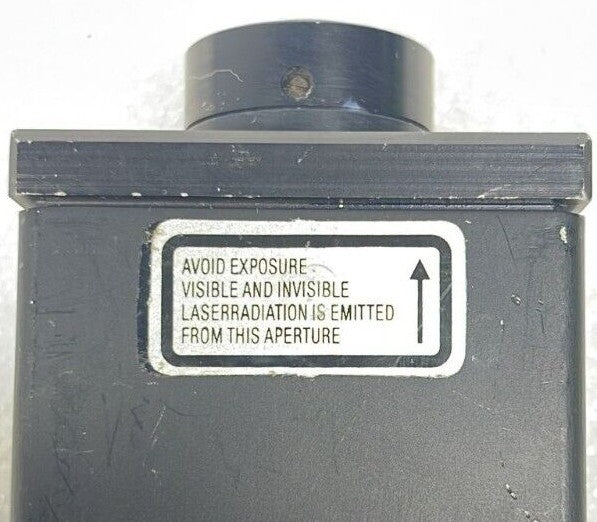 AVOID EXPOSURE
VISIBLE AND INVISIBLE
LASERRADIATION IS EMITTED
FROM THIS APERTURE